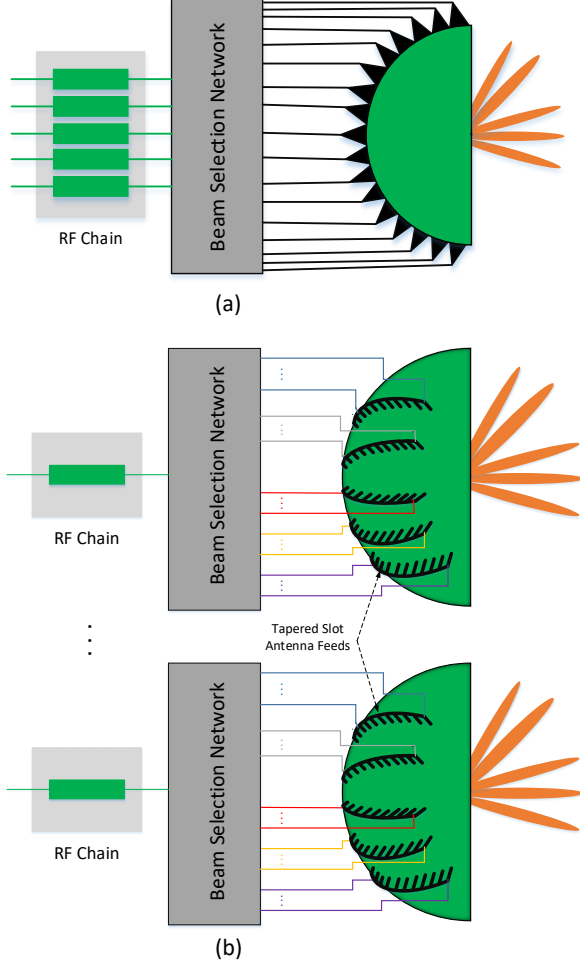 Beam Selection Network
RF Chain
(a)
Beam Selection Network
RF Chain
Tapered Slot
Antenna Feeds
Beam Selection Network
RF Chain
(b)